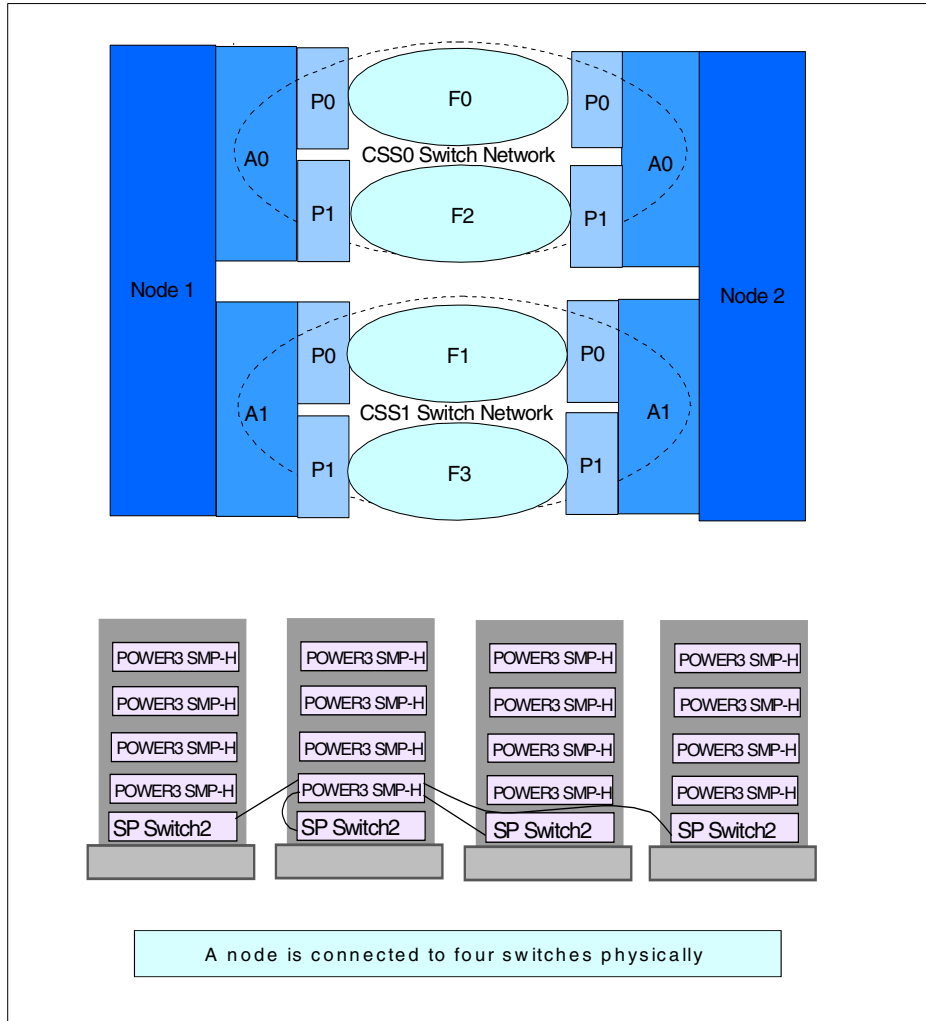 P0 F0 P0
CSS0 Switch Network
A0 A0
P1 F2 P1
Node 1 Node 2
P0 F1 P0
CSS1 Switch Network
A1 A1
P1 F3 P1
POWER3 SMP-H POWER3 SMP-H POWER3 SMP-H POWER3 SMP-H
POWER3 SMP-H POWER3 SMP-H POWER3 SMP-H POWER3 SMP-H
POWER3 SMP-H POWER3 SMP-H POWER3 SMP-H POWER3 SMP-H
POWER3 SMP-H POWER3 SMP-H POWER3 SMP-H POWER3 SMP-H
SP Switch2 SP Switch2 SP Switch2 SP Switch2
A node is connected to four switches physically